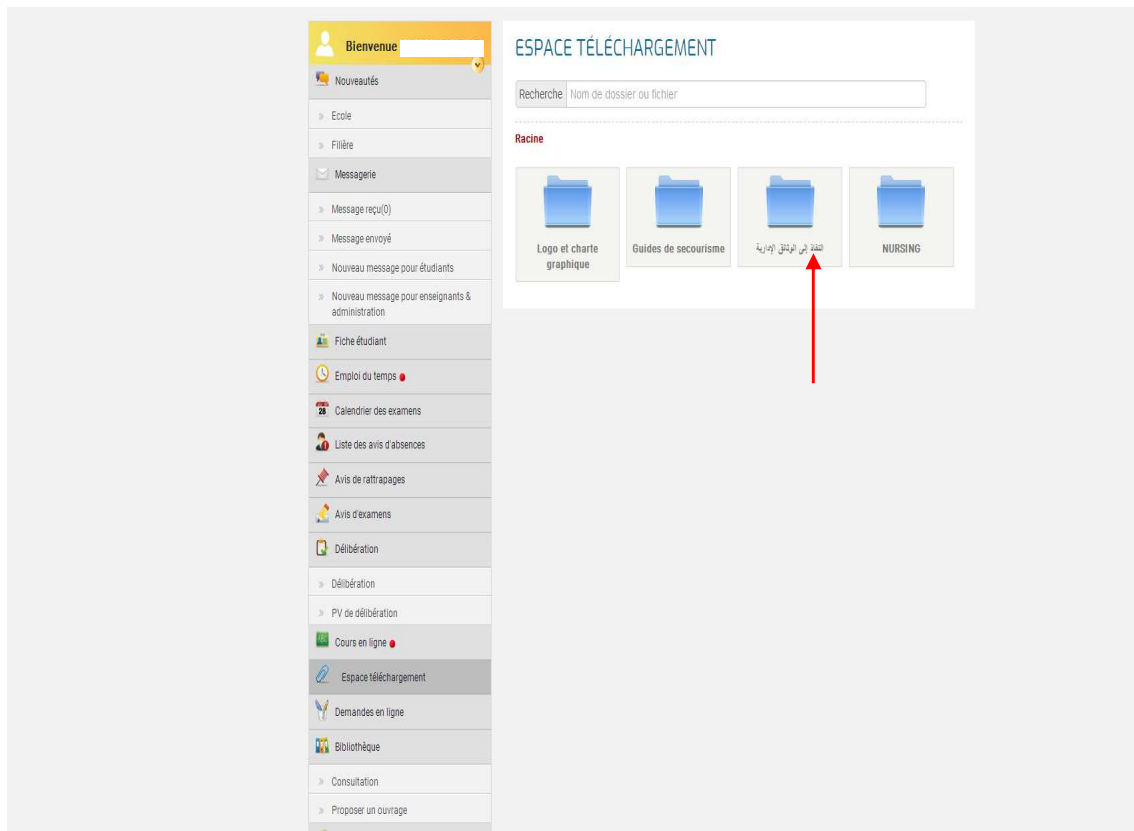 Bienvenue
Nouveautés
» Ecole
» Filière
Messagerie
» Message reçu(0)
» Message envoyé
» Nouveau message pour étudiants
» Nouveau message pour enseignants &
administration
Fiche étudiant
Emploi du temps
28 Calendrier des examens
Liste des avis d'absences
Avis de rattrapages
Avis d'examens
Délibération
» Délibération
» PV de délibération
Cours en ligne
Espace téléchargement
Demandes en ligne
Bibliothèque
» Consultation
» Proposer un ouvrage
ESPACE TÉLÉCHARGEMENT
Recherche Nom de dossier ou fichier
Racine
Logo et charte
graphique
Guides de secourisme
النفاذ إلى الوثائق الإدارية
NURSING